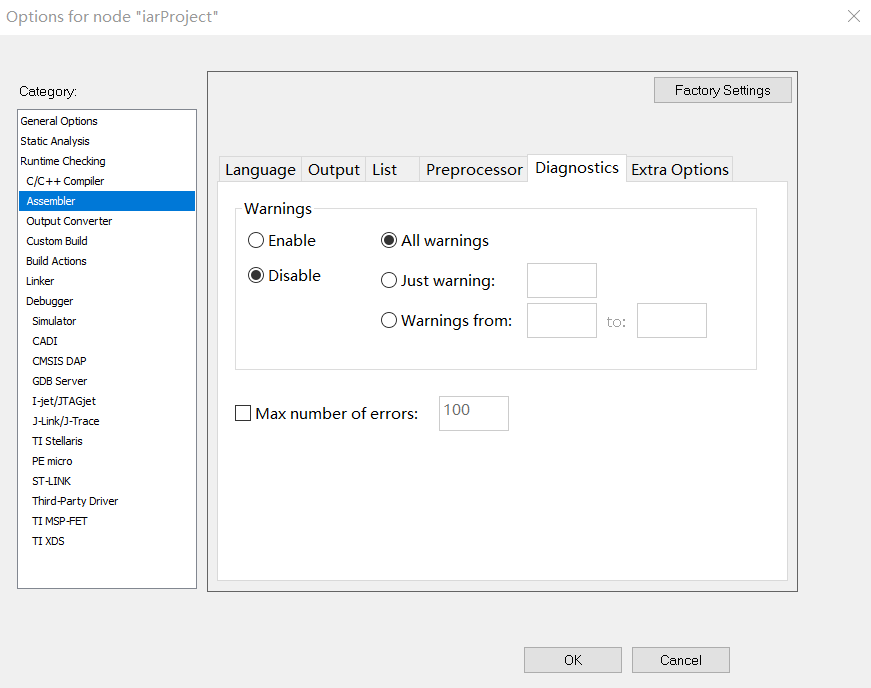 Options for node "iarProject"
Category:
Factory Settings
General Options
Static Analysis
Runtime Checking
C/C++ Compiler
Assembler
Output Converter
Custom Build
Build Actions
Linker
Debugger
Simulator
CADI
CMSIS DAP
GDB Server
I-jet/JTAGjet
J-Link/J-Trace
TI Stellaris
PE micro
ST-LINK
Third-Party Driver
TI MSP-FET
TI XDS
Language Output List Preprocessor Diagnostics Extra Options
Warnings
Enable All warnings
Disable Just warning:
Warnings from: to:
Max number of errors: 100
OK Cancel